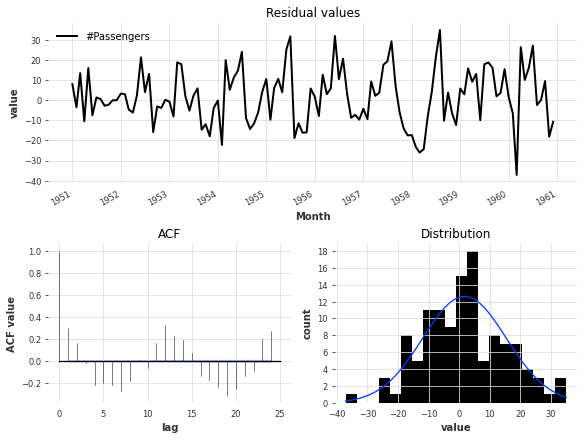 Residual values
#Passengers
value
30
20
10
0
−10
−20
−30
−40
1951 1952 1953 1954 1955 1956 1957 1958 1959 1960 1961
Month
ACF
ACF value
1.0
0.8
0.6
0.4
0.2
0.0
−0.2
0 5 10 15 20 25
lag
Distribution
count
18
16
14
12
10
8
6
4
2
0
−40 −30 −20 −10 0 10 20 30
value